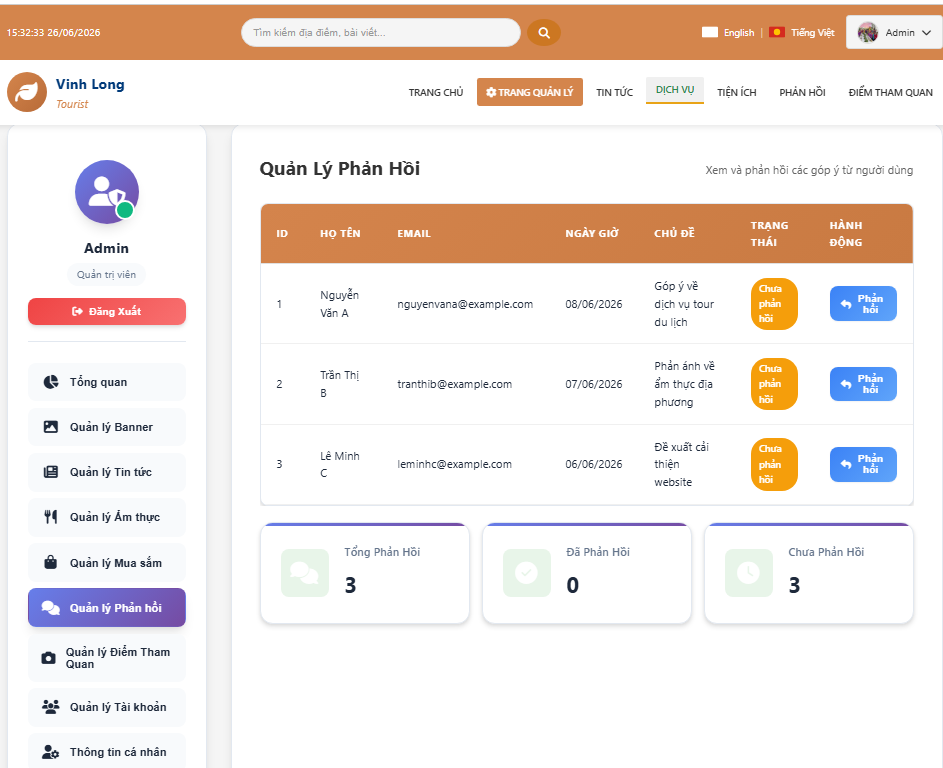 15:32:33 26/06/2026
Tìm kiếm địa điểm, bài viết...
English | Tiếng Việt
Admin
Vinh Long
Tourist
TRANG CHỦ
TRANG QUẢN LÝ
TIN TỨC
DỊCH VỤ
TIỆN ÍCH
PHẢN HỒI
ĐIỂM THAM QUAN
Admin
Quản trị viên
Đăng Xuất
Tổng quan
Quản lý Banner
Quản lý Tin tức
Quản lý Ẩm thực
Quản lý Mua sắm
Quản lý Phản hồi
Quản lý Điểm Tham
Quan
Quản lý Tài khoản
Thông tin cá nhân
Quản Lý Phản Hồi
Xem và phản hồi các góp ý từ người dùng
ID
HỌ TÊN
EMAIL
NGÀY GIỜ
CHỦ ĐỀ
TRẠNG
THÁI
HÀNH
ĐỘNG
1
Nguyễn
Văn A
nguyenvana@example.com
08/06/2026
Góp ý về
dịch vụ tour
du lịch
Chưa
phản
hồi
Phản
hồi
2
Trần Thị
B
tranthib@example.com
07/06/2026
Phản ánh về
ẩm thực địa
phương
Chưa
phản
hồi
Phản
hồi
3
Lê Minh
C
leminhc@example.com
06/06/2026
Đề xuất cải
thiện
website
Chưa
phản
hồi
Phản
hồi
Tổng Phản Hồi
3
Đã Phản Hồi
0
Chưa Phản Hồi
3